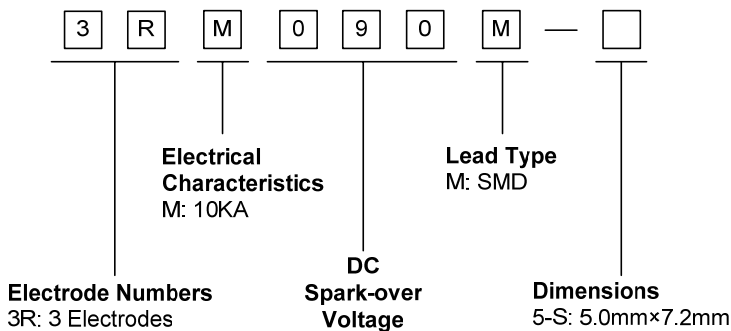 3 R M 0 9 0 M —
Electrical
Characteristics
M: 10KA
Lead Type
M: SMD
Electrode Numbers
3R: 3 Electrodes
DC
Spark-over
Voltage
Dimensions
5-S: 5.0mm×7.2mm